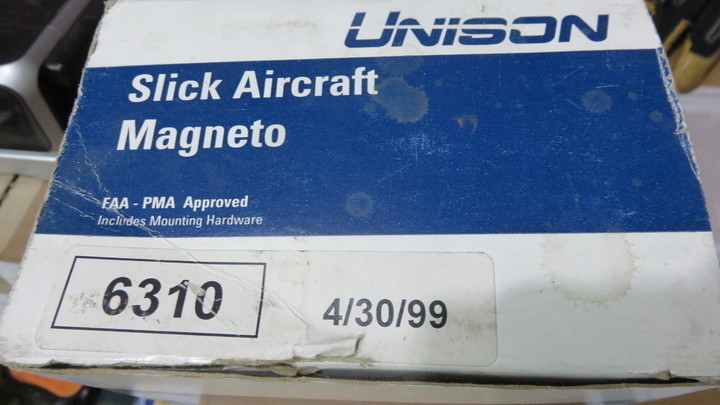 UNISON
Slick Aircraft
Magneto
FAA - PMA Approved
Includes Mounting Hardware
6310
4/30/99